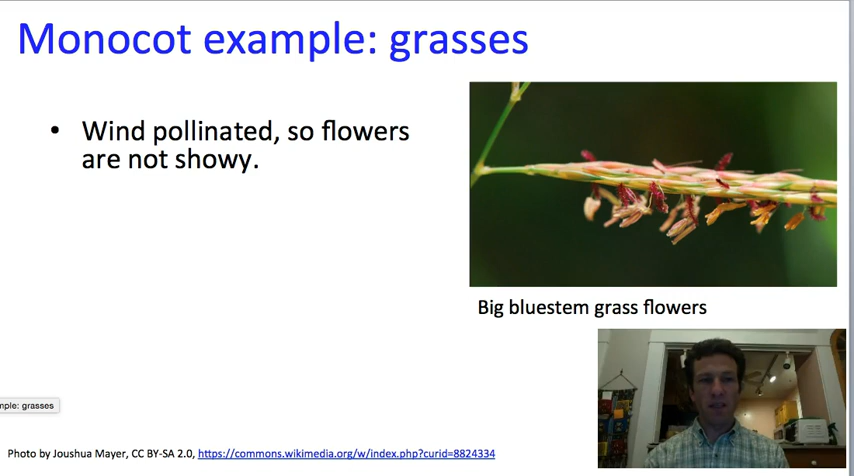 Monocot example: grasses
• Wind pollinated, so flowers
are not showy.
Big bluestem grass flowers
mple: grasses
Photo by Joushua Mayer, CC BY-SA 2.0, https://commons.wikimedia.org/w/index.php?curid=8824334